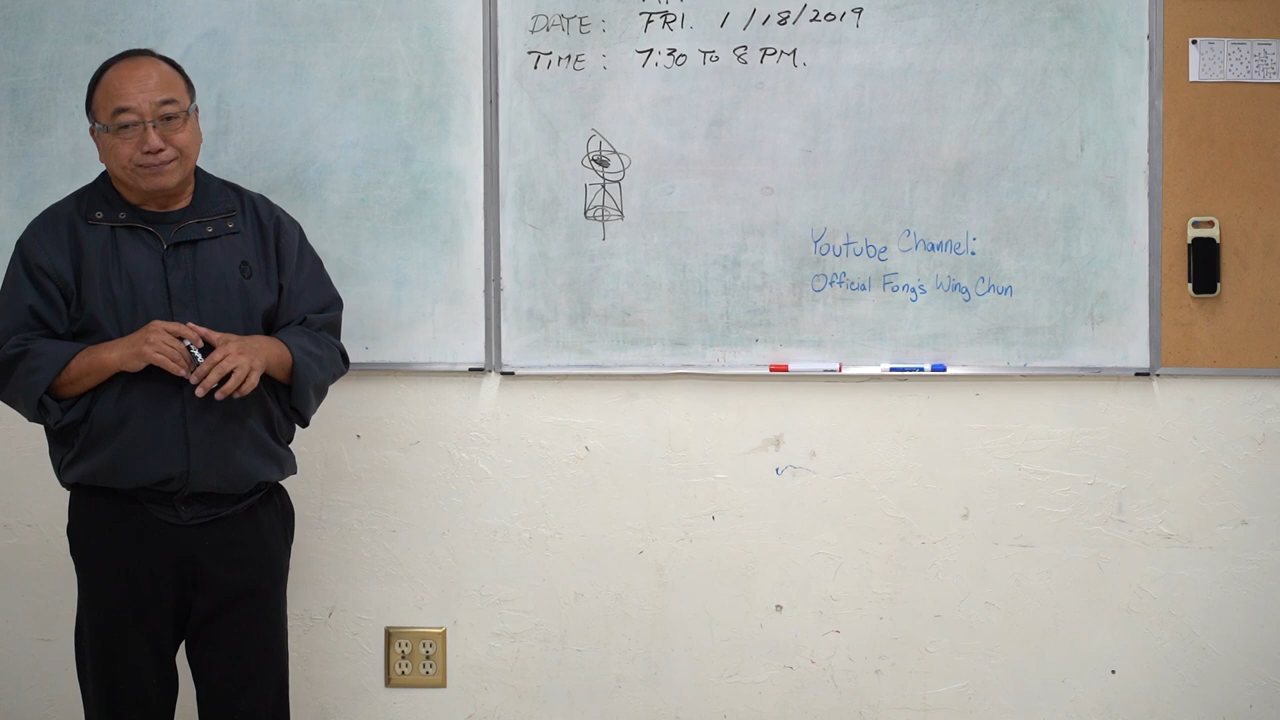 DATE: FRI. 1/18/2019
TIME: 7:30 TO 8 PM.
Youtube Channel:
Official Fong's Wing Chun